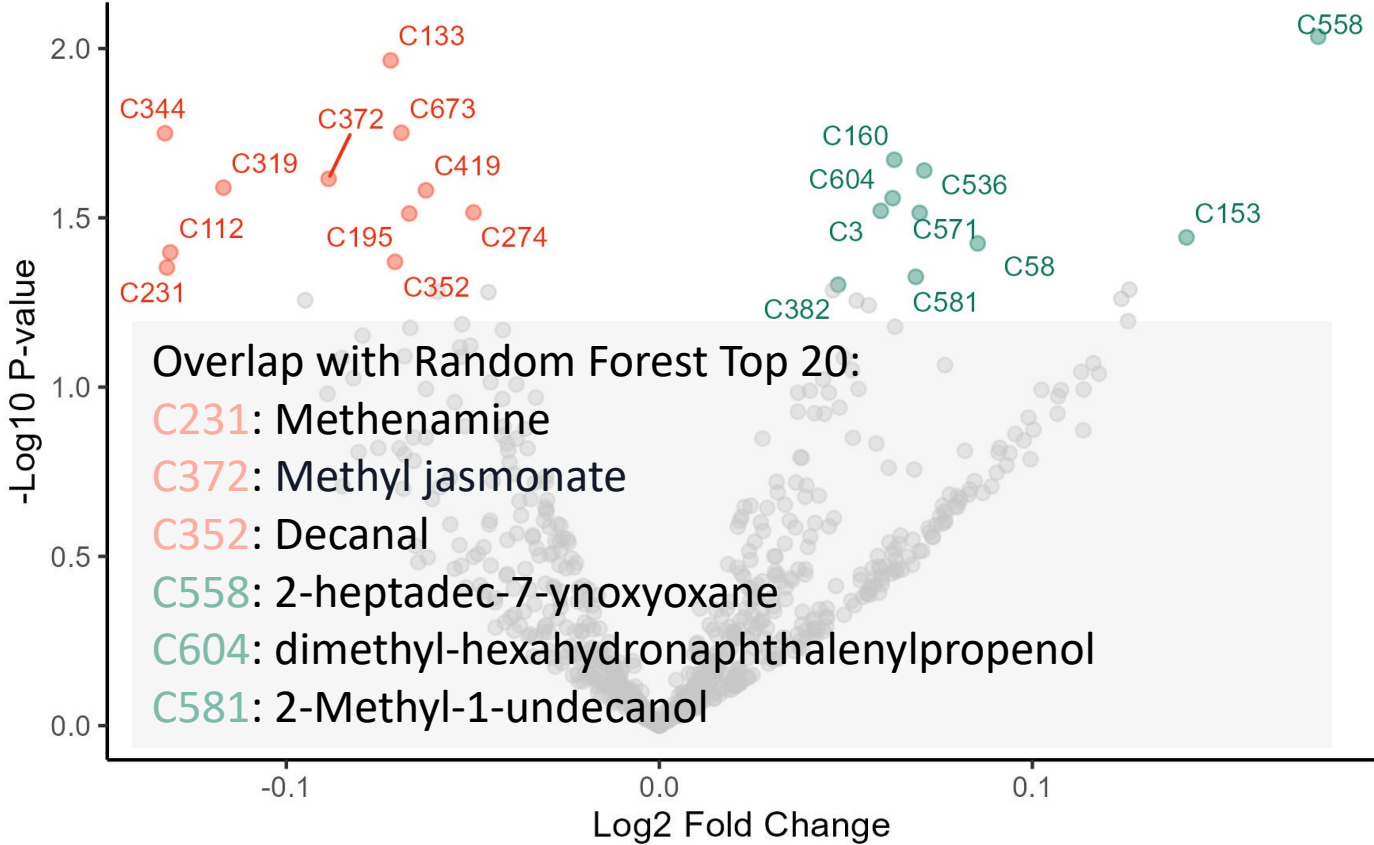 C558
2.0
C133
C344
C372
C673
C160
C319
C419
C604
C536
1.5
C112
C195
C274
C3
C571
C153
C231
C352
C58
C382
C581
-Log10 P-value
Overlap with Random Forest Top 20:
1.0
C231: Methenamine
C372: Methyl jasmonate
0.5
C352: Decanal
C558: 2-heptadec-7-ynoxyoxane
C604: dimethyl-hexahydronaphthalenylpropenol
0.0
C581: 2-Methyl-1-undecanol
-0.1
0.0
0.1
Log2 Fold Change